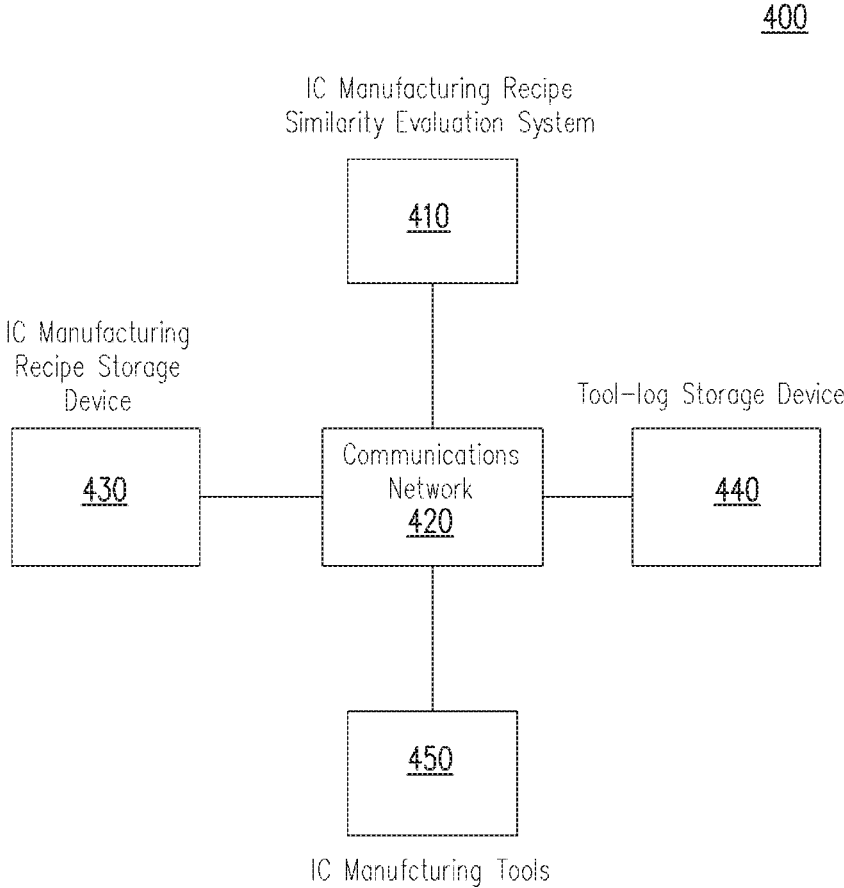 400
IC Manufacturing Recipe
Similarity Evaluation System
410
IC Manufacturing
Recipe Storage
Device
430
Communications
Network
420
Tool-log Storage Device
440
450
IC Manufcturing Tools